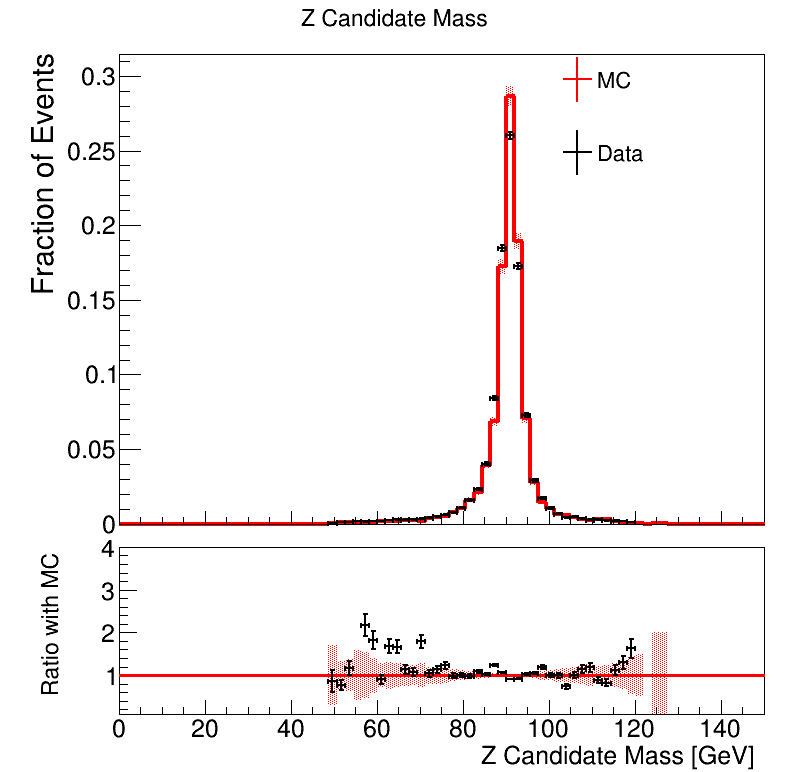 Z Candidate Mass
Fraction of Events
0.3
0.25
0.2
0.15
0.1
0.05
0
MC
Data
Ratio with MC
4
3
2
1
0 20 40 60 80 100 120 140
Z Candidate Mass [GeV]